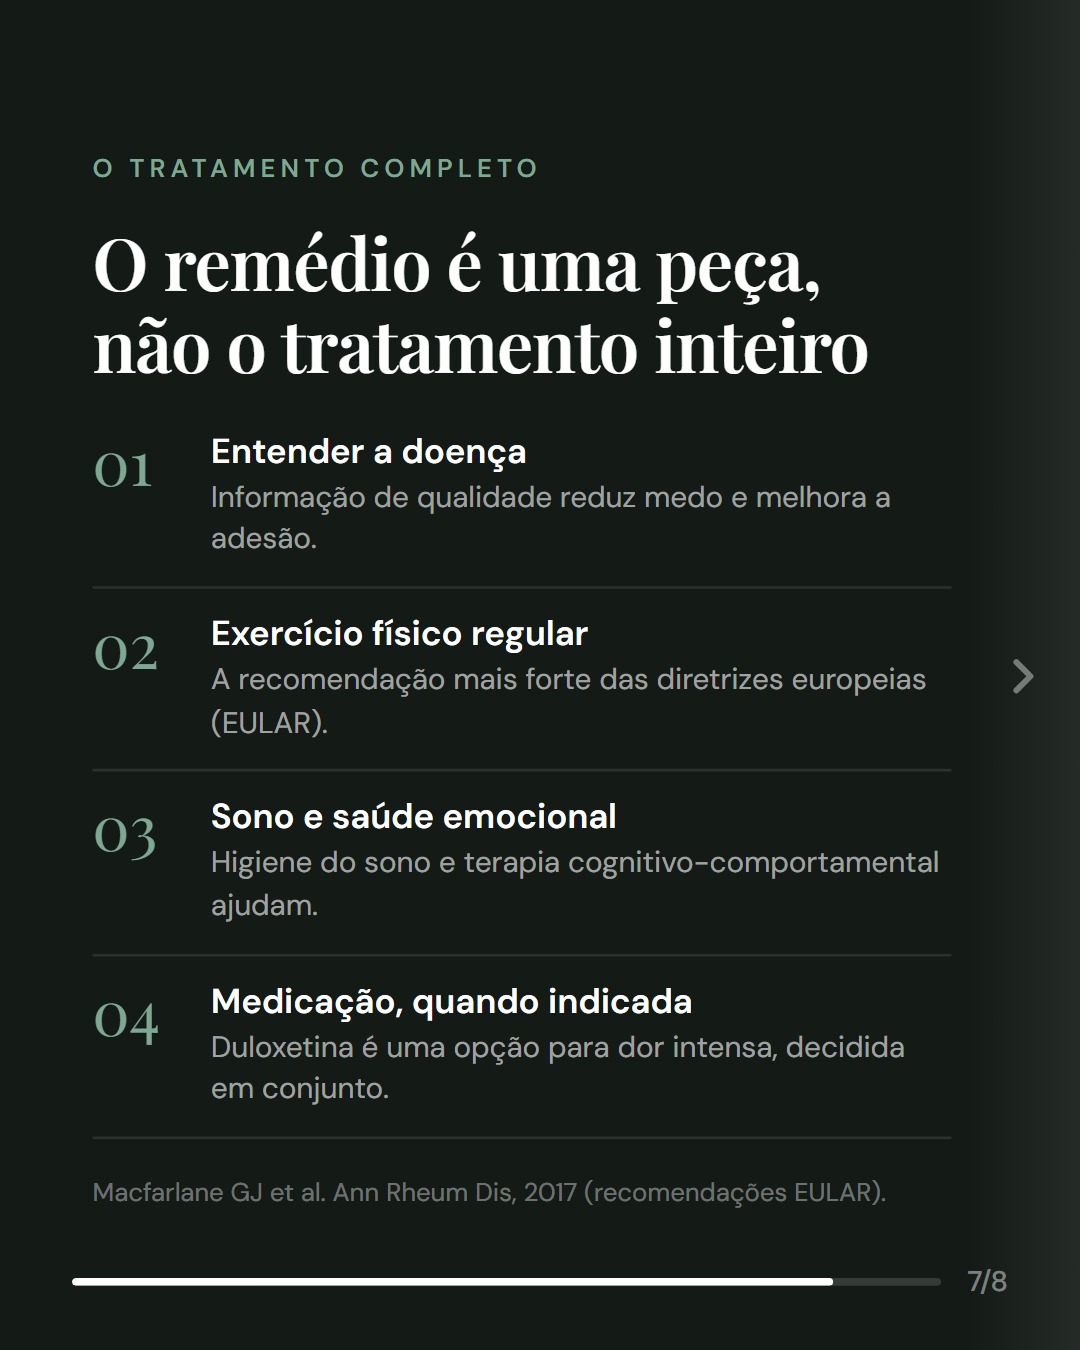 O TRATAMENTO COMPLETO
O remédio é uma peça,
não o tratamento inteiro
01
Entender a doença
Informação de qualidade reduz medo e melhora a
adesão.
02
Exercício físico regular
A recomendação mais forte das diretrizes europeias
(EULAR).
03
Sono e saúde emocional
Higiene do sono e terapia cognitivo-comportamental
ajudam.
04
Medicação, quando indicada
Duloxetina é uma opção para dor intensa, decidida
em conjunto.
Macfarlane GJ et al. Ann Rheum Dis, 2017 (recomendações EULAR).
7/8